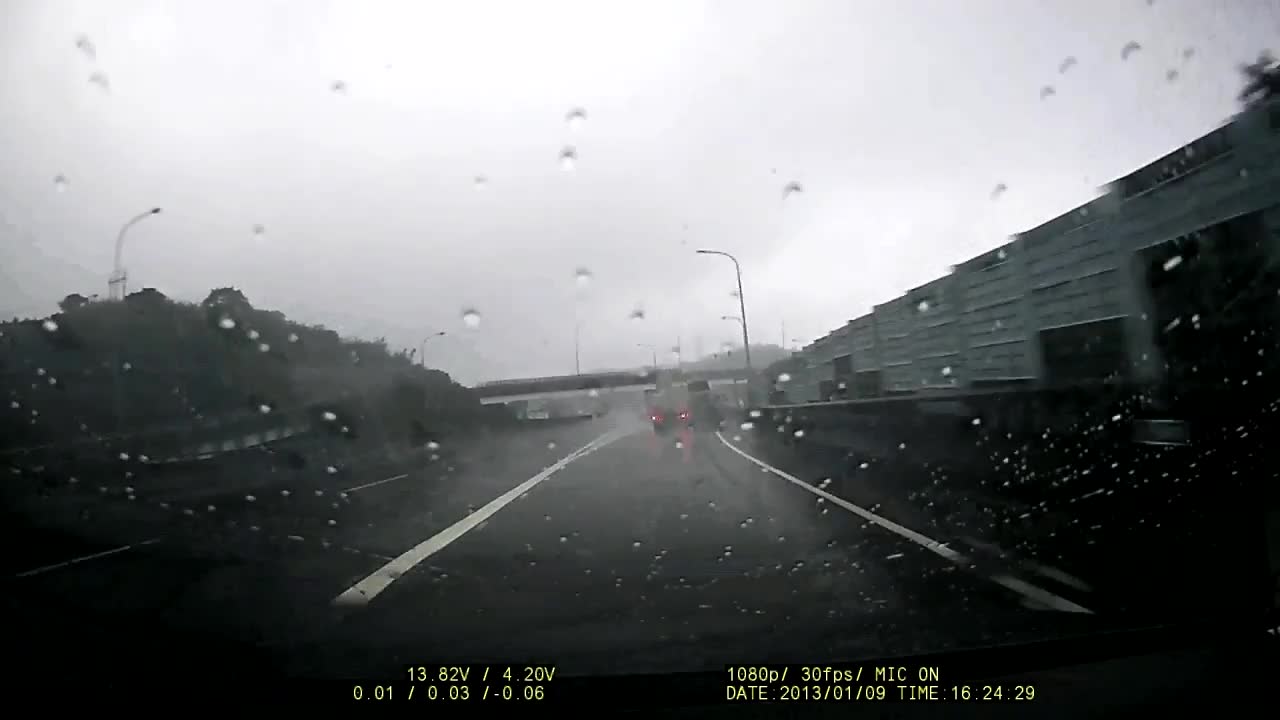 13.82V / 4.20V
0.01 / 0.03 /-0.06
1080p/ 30fps/ MIC ON
DATE:2013/01/09 TIME:16:24:29